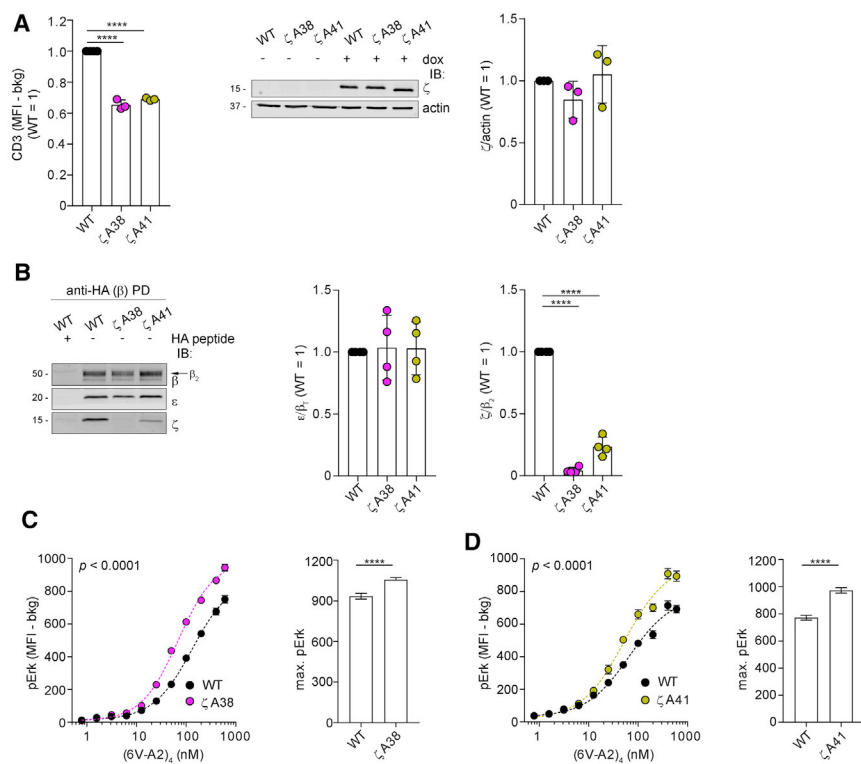 A
CD3 (MFI - bkg)
(WT = 1)
1.2
1.0
0.8
0.6
0.4
0.2
0
****
****
WT
ζ A38
ζ A41
WT
ζ A38
ζ A41
WT
ζ A38
ζ A41
- - - + + + dox
IB:
15 - ζ
37 - actin
ζ/actin (WT = 1)
1.5
1.0
0.5
0
WT
ζ A38
ζ A41
B
anti-HA (β) PD
WT
WT
ζ A38
ζ A41
+ - - - HA peptide
IB:
50 - β β₂
20 - ε
15 - ζ
ε/βT (WT = 1)
1.5
1.0
0.5
0
WT
ζ A38
ζ A41
ζ/β₂ (WT = 1)
1.5
1.0
0.5
0
****
****
WT
ζ A38
ζ A41
C
pErk (MFI - bkg)
1000
800
600
400
200
0
p < 0.0001
WT
ζ A38
1 10 100 1000
(6V-A2)₄ (nM)
max. pErk
1200
900
600
300
0
****
WT
ζ A38
D
pErk (MFI - bkg)
1000
800
600
400
200
0
p < 0.0001
WT
ζ A41
1 10 100 1000
(6V-A2)₄ (nM)
max. pErk
1200
1000
800
600
400
200
0
****
WT
ζ A41